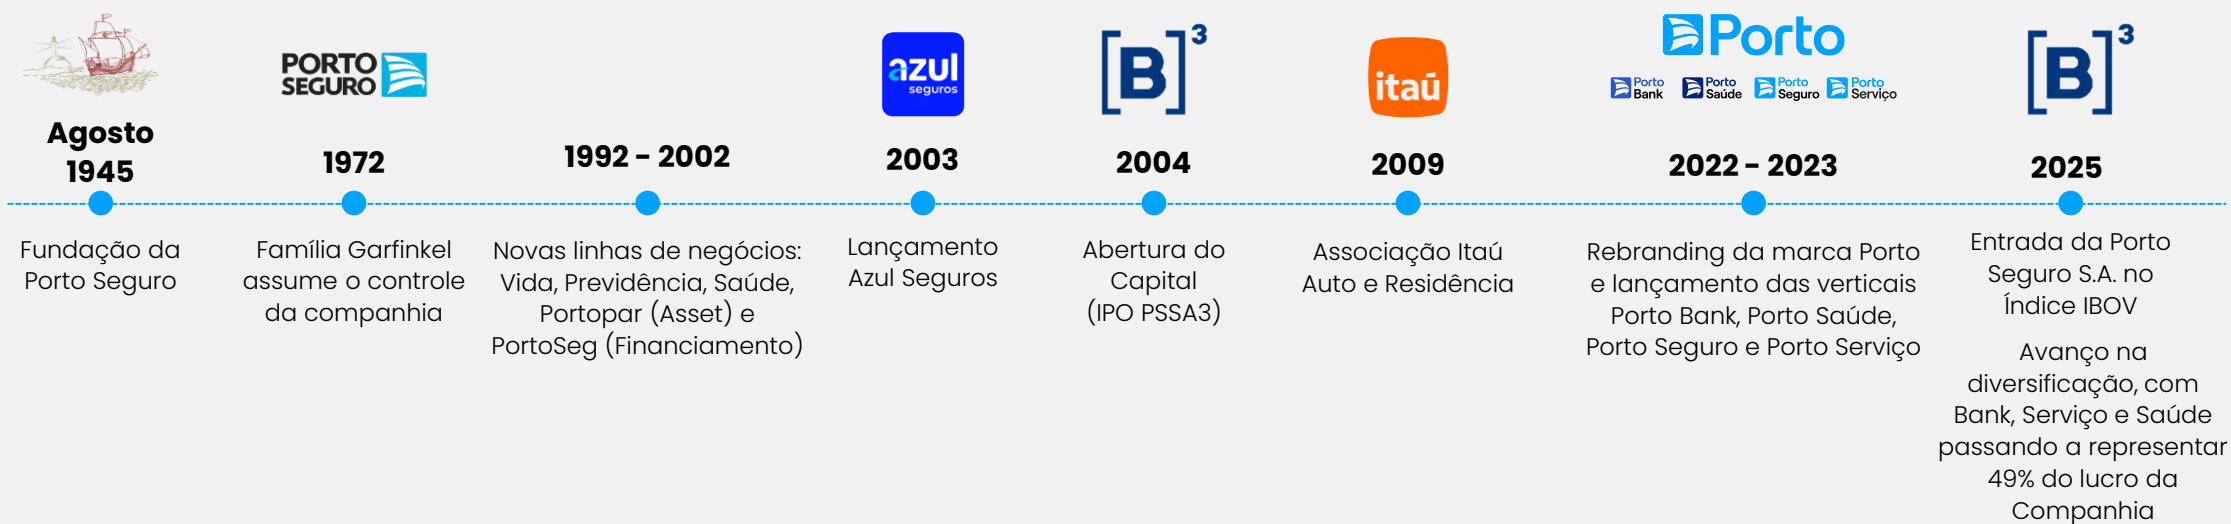 Agosto
1945
Fundação da
Porto Seguro
PORTO
SEGURO
1972
Família Garfinkel
assume o controle
da companhia
1992 - 2002
Novas linhas de negócios:
Vida, Previdência, Saúde,
Portopar (Asset) e
PortoSeg (Financiamento)
azul
seguros
2003
Lançamento
Azul Seguros
[B]³
2004
Abertura do
Capital
(IPO PSSA3)
itaú
2009
Associação Itaú
Auto e Residência
Porto
Porto
Bank
Porto
Saúde
Porto
Seguro
Porto
Serviço
2022 - 2023
Rebranding da marca Porto
e lançamento das verticais
Porto Bank, Porto Saúde,
Porto Seguro e Porto Serviço
[B]³
2025
Entrada da Porto
Seguro S.A. no
Índice IBOV
Avanço na
diversificação, com
Bank, Serviço e Saúde
passando a representar
49% do lucro da
Companhia